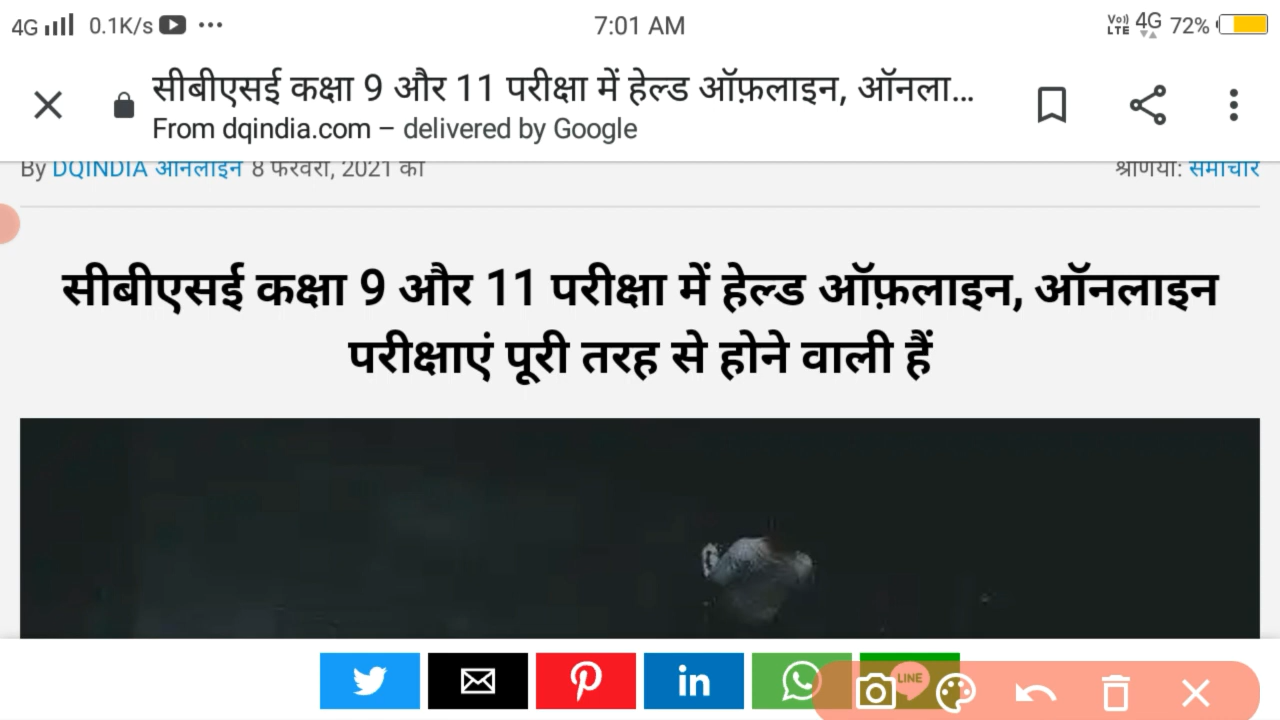 4G 0.1K/s ... 7:01 AM Vo)) LTE 4G 72%
सीबीएसई कक्षा 9 और 11 परीक्षा में हेल्ड ऑफ़लाइन, ऑनला...
From dqindia.com – delivered by Google
By DQINDIA ऑनलाइन 8 फरवरी, 2021 को श्रेणियाँ: समाचार
सीबीएसई कक्षा 9 और 11 परीक्षा में हेल्ड ऑफ़लाइन, ऑनलाइन
परीक्षाएं पूरी तरह से होने वाली हैं
in LINE